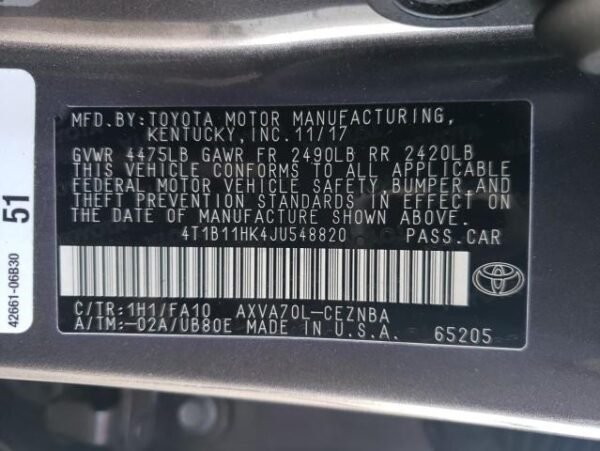 MFD.BY:TOYOTA MOTOR MANUFACTURING,
KENTUCKY, INC. 11/17
GVWR 4475LB GAWR FR 2490LB RR 2420LB
THIS VEHICLE CONFORMS TO ALL APPLICABLE
FEDERAL MOTOR VEHICLE SAFETY, BUMPER, AND
THEFT PREVENTION STANDARDS IN EFFECT ON
THE DATE OF MANUFACTURE SHOWN ABOVE.
4T1B11HK4JU548820 PASS.CAR
C/TR:1H1/FA10 AXVA70L-CEZNBA
A/TM:-02A/UB80E MADE IN U.S.A. 65205
51
42661-06B30